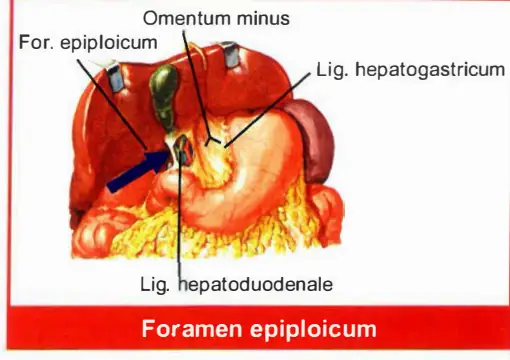 Omentum minus
For. epiploicum
Lig. hepatogastricum
Lig. hepatoduodenale
Foramen epiploicum